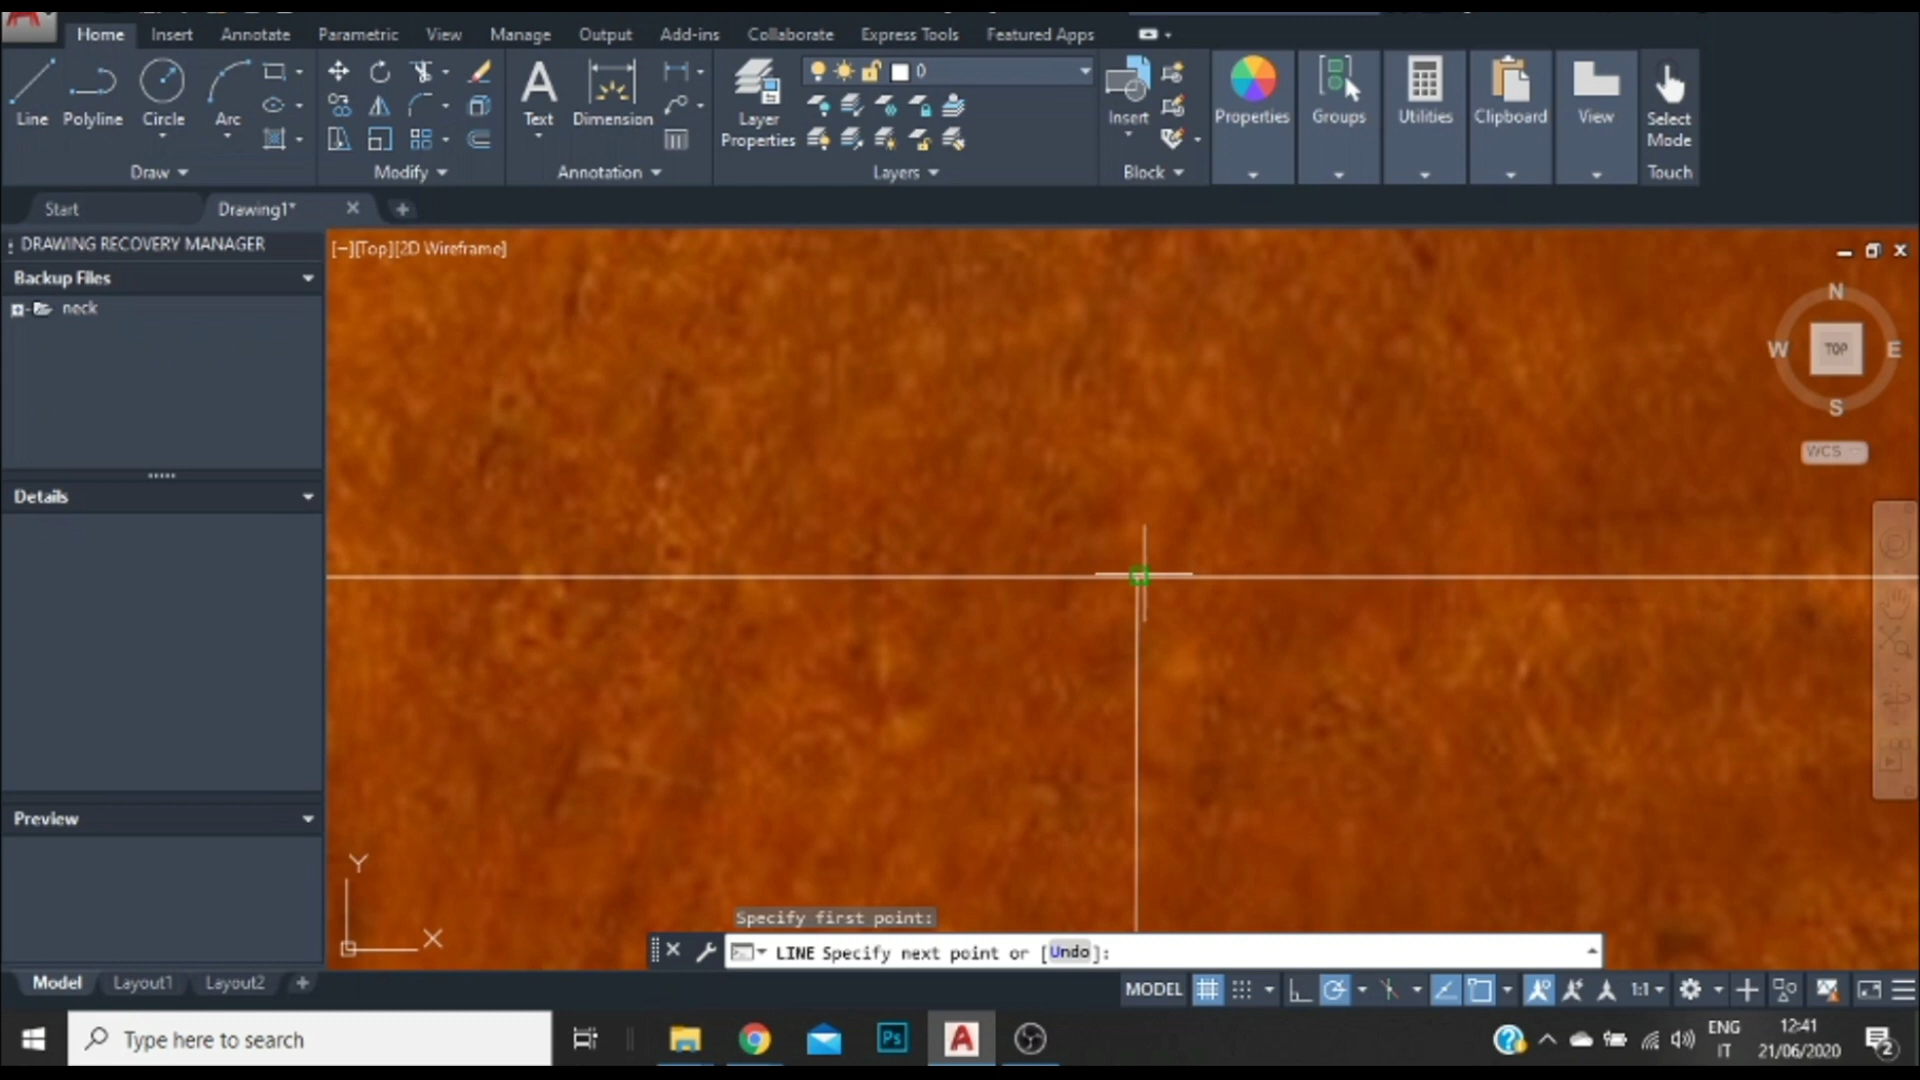 Home Insert Annotate Parametric View Manage Output Add-ins Collaborate Express Tools Featured Apps
0
Line Polyline Circle Arc Text Dimension Layer Properties Insert Properties Groups Utilities Clipboard View Select Mode
Draw Modify Annotation Layers Block Touch
Start Drawing1*
DRAWING RECOVERY MANAGER
[−][Top][2D Wireframe]
Backup Files
neck
N
W TOP E
S
WCS
Details
Preview
Y
X
Specify first point:
LINE Specify next point or [Undo]:
Model Layout1 Layout2
MODEL 1:1
Type here to search
Ps
A
ENG
IT
12:41
21/06/2020
2